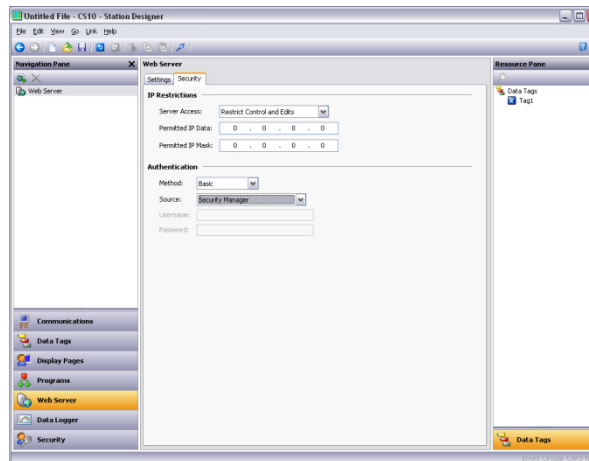 Untitled File - CS10 - Station Designer
File Edit View Go Link Help
Navigation Pane
Web Server
Web Server
Settings Security
IP Restrictions
Server Access: Restrict Control and Edits
Permitted IP Data: 0 . 0 . 0 . 0
Permitted IP Mask: 0 . 0 . 0 . 0
Authentication
Method: Basic
Source: Security Manager
Username:
Password:
Resource Pane
Data Tags
Tag1
Communications
Data Tags
Display Pages
Programs
Web Server
Data Logger
Security
Data Tags